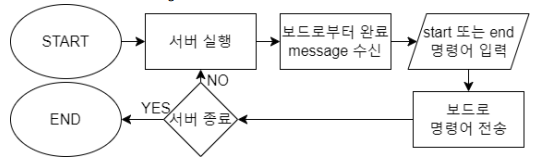 START
서버 실행
보드로부터 완료
message 수신
start 또는 end
명령어 입력
보드로
명령어 전송
서버 종료
NO
YES
END